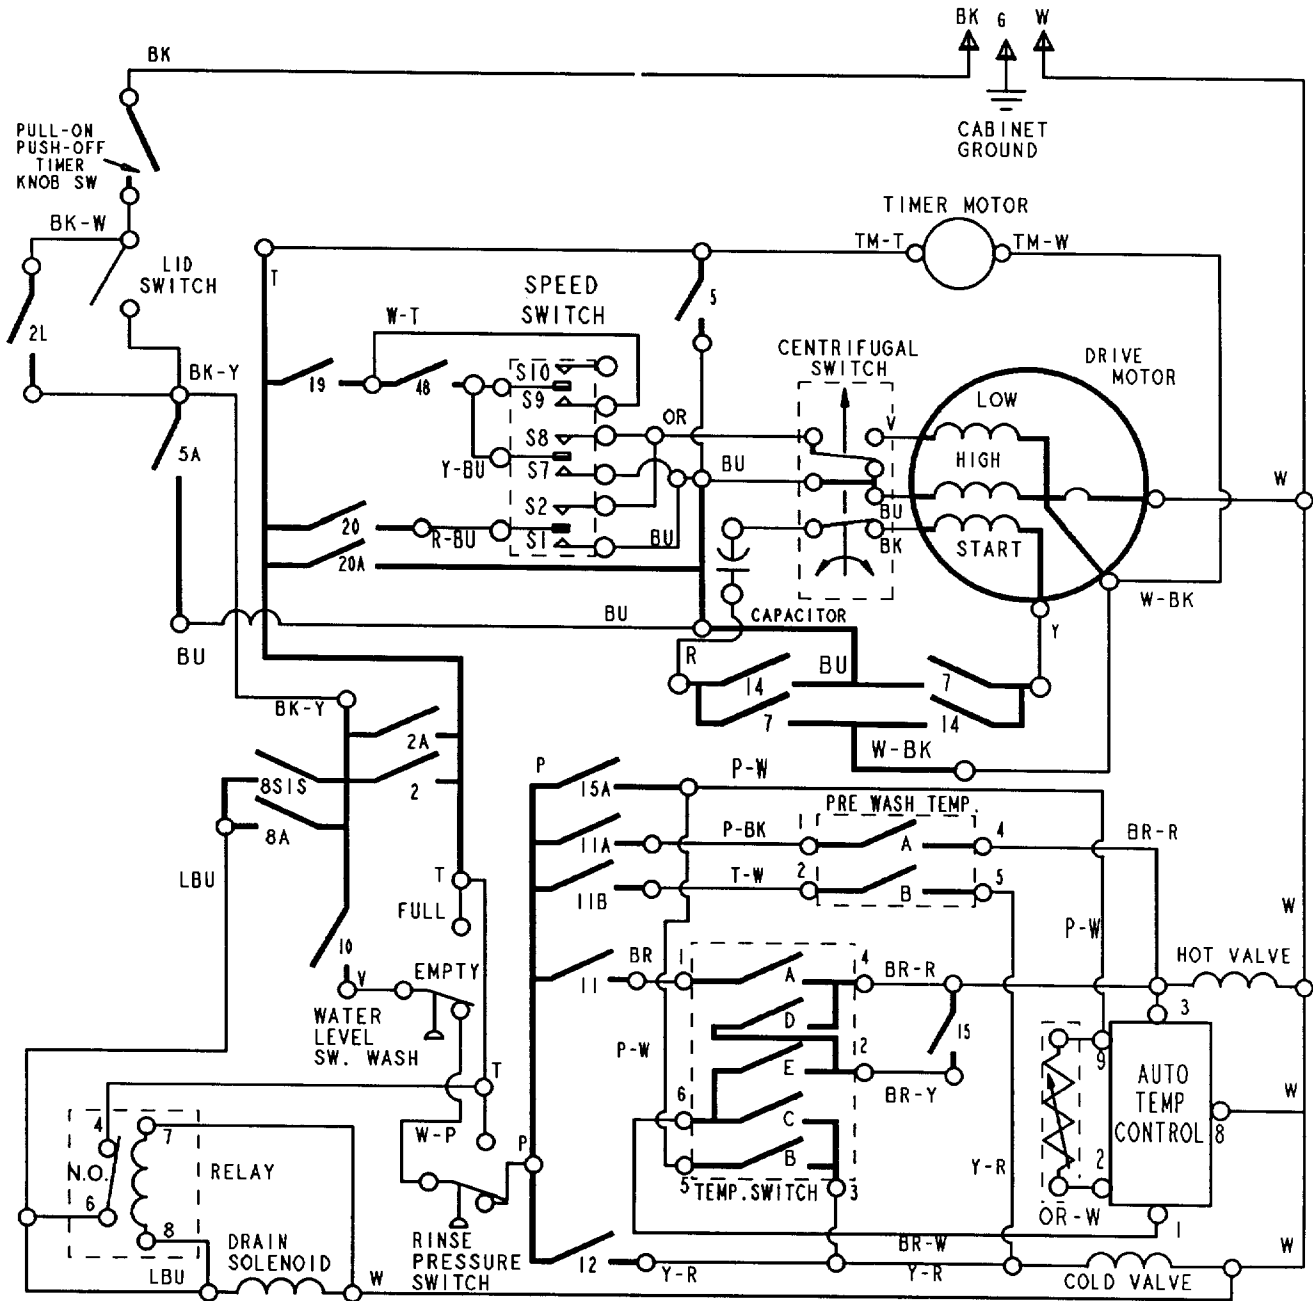 BK G W
BK
CABINET
GROUND
PULL-ON
PUSH-OFF
TIMER
KNOB SW
BK-W
LID
SWITCH
2L
TIMER MOTOR
TM-T
TM-W
T
SPEED
SWITCH
5
W-T
CENTRIFUGAL
SWITCH
DRIVE
MOTOR
BK-Y
19
48
S10
S9
S8
S7
S2
S1
OR
V
LOW
HIGH
START
5A
Y-BU
BU
W
20
R-BU
BU
BU
BK
20A
W-BK
BU
BU
CAPACITOR
Y
R
14
BU
7
7
14
BK-Y
2A
W-BK
8SIS
2
8A
P
15A
P-W
PRE WASH TEMP.
11A
P-BK
1
A
4
BR-R
LBU
T
T-W
2
B
5
11B
FULL
W
P-W
10
EMPTY
BR
1
A
4
BR-R
HOT VALVE
V
11
D
15
3
WATER
LEVEL
SW. WASH
P-W
E
2
9
T
BR-Y
AUTO
TEMP
CONTROL
W
6
C
8
4
7
W-P
P
B
Y-R
2
N.O.
RELAY
5
TEMP. SWITCH
3
6
OR-W
1
8
DRAIN
SOLENOID
RINSE
PRESSURE
SWITCH
12
BR-W
W
LBU
W
Y-R
Y-R
COLD VALVE